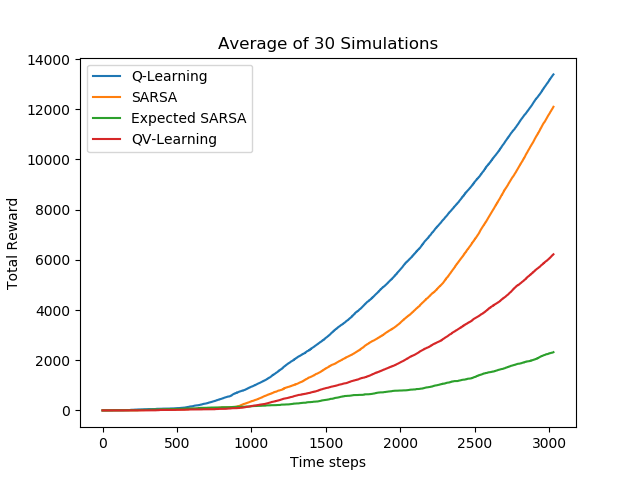 Average of 30 Simulations
14000
12000
10000
8000
6000
4000
2000
0
Total Reward
Q-Learning
SARSA
Expected SARSA
QV-Learning
0 500 1000 1500 2000 2500 3000
Time steps